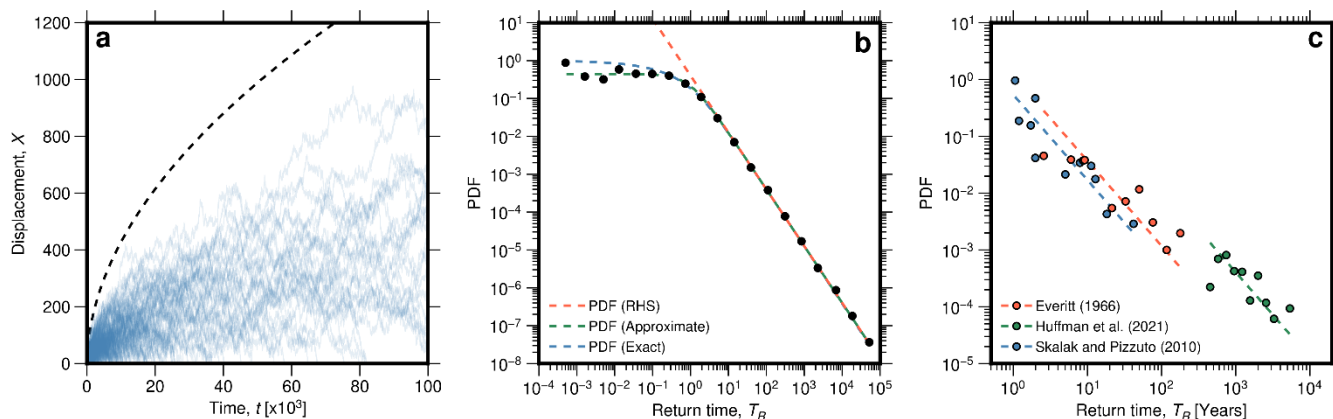 a
1200
1000
800
600
400
200
0
Displacement, X
0 20 40 60 80 100
Time, t [x10³]
b
10¹
10⁰
10⁻¹
10⁻²
10⁻³
10⁻⁴
10⁻⁵
10⁻⁶
10⁻⁷
10⁻⁸
PDF
PDF (RHS)
PDF (Approximate)
PDF (Exact)
10⁻⁴ 10⁻³ 10⁻² 10⁻¹ 10⁰ 10¹ 10² 10³ 10⁴ 10⁵
Return time, T_R
c
10¹
10⁰
10⁻¹
10⁻²
10⁻³
10⁻⁴
10⁻⁵
PDF
Everitt (1966)
Huffman et al. (2021)
Skalak and Pizzuto (2010)
10⁰ 10¹ 10² 10³ 10⁴
Return time, T_R [Years]